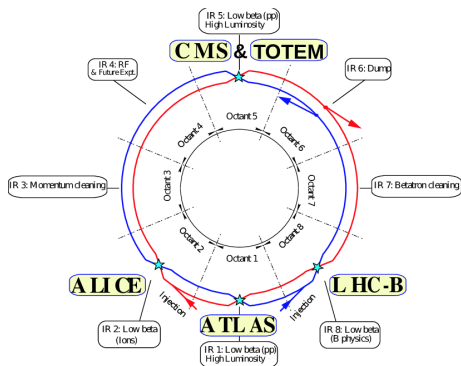 IR 5: Low beta (pp)
High Luminosity
CMS & TOTEM
IR 4: RF
& Future Expt.
IR 6: Dump
Octant 5
Octant 4
Octant 6
IR 3: Momentum cleaning
Octant 3
Octant 7
IR 7: Betatron cleaning
Octant 2
Octant 8
Octant 1
ALICE
LHC-B
Injection
Injection
ATLAS
IR 2: Low beta
(Ions)
IR 8: Low beta
(B physics)
IR 1: Low beta (pp)
High Luminosity